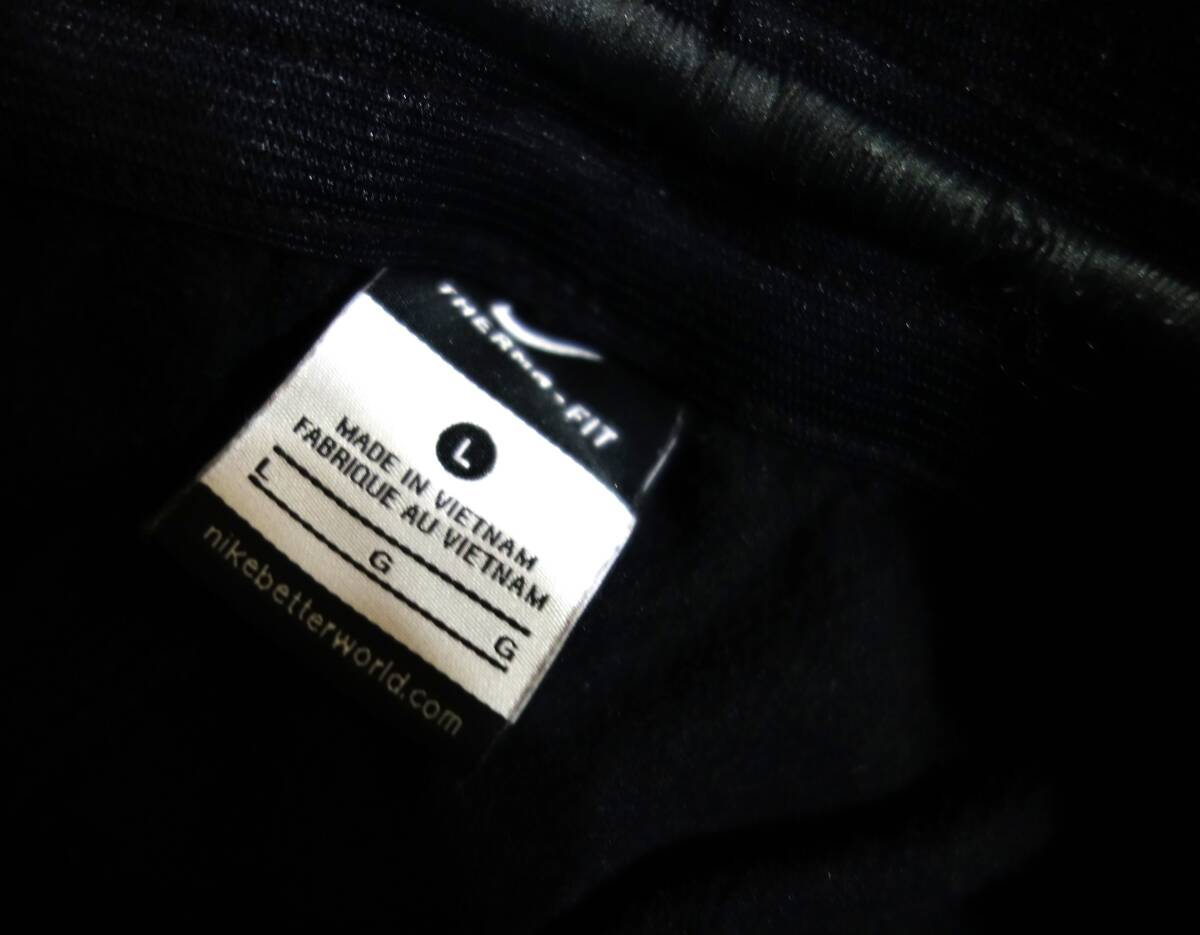 THERMA-FIT
L
MADE IN VIETNAM
FABRIQUE AU VIETNAM
L G G
nikebetterworld.com